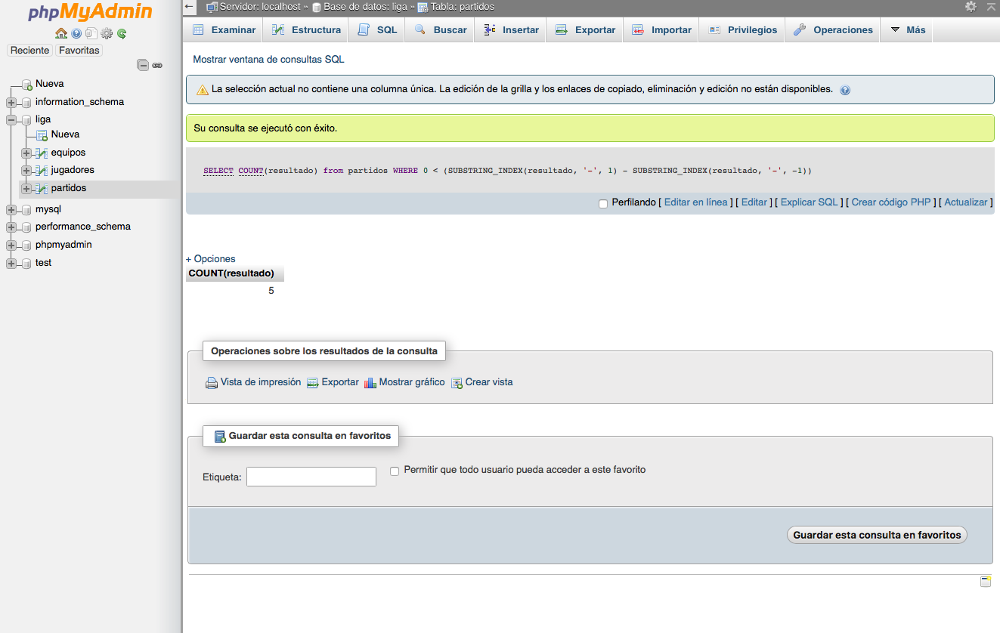 phpMyAdmin
Reciente Favoritas
Nueva
information_schema
liga
Nueva
equipos
jugadores
partidos
mysql
performance_schema
phpmyadmin
test
Servidor: localhost » Base de datos: liga » Tabla: partidos
Examinar Estructura SQL Buscar Insertar Exportar Importar Privilegios Operaciones Más
Mostrar ventana de consultas SQL
La selección actual no contiene una columna única. La edición de la grilla y los enlaces de copiado, eliminación y edición no están disponibles.
Su consulta se ejecutó con éxito.
SELECT COUNT(resultado) from partidos WHERE 0 < (SUBSTRING_INDEX(resultado, '-', 1) - SUBSTRING_INDEX(resultado, '-', -1))
Perfilando [ Editar en línea ] [ Editar ] [ Explicar SQL ] [ Crear código PHP ] [ Actualizar ]
+ Opciones
COUNT(resultado)
5
Operaciones sobre los resultados de la consulta
Vista de impresión Exportar Mostrar gráfico Crear vista
Guardar esta consulta en favoritos
Etiqueta: Permitir que todo usuario pueda acceder a este favorito
Guardar esta consulta en favoritos